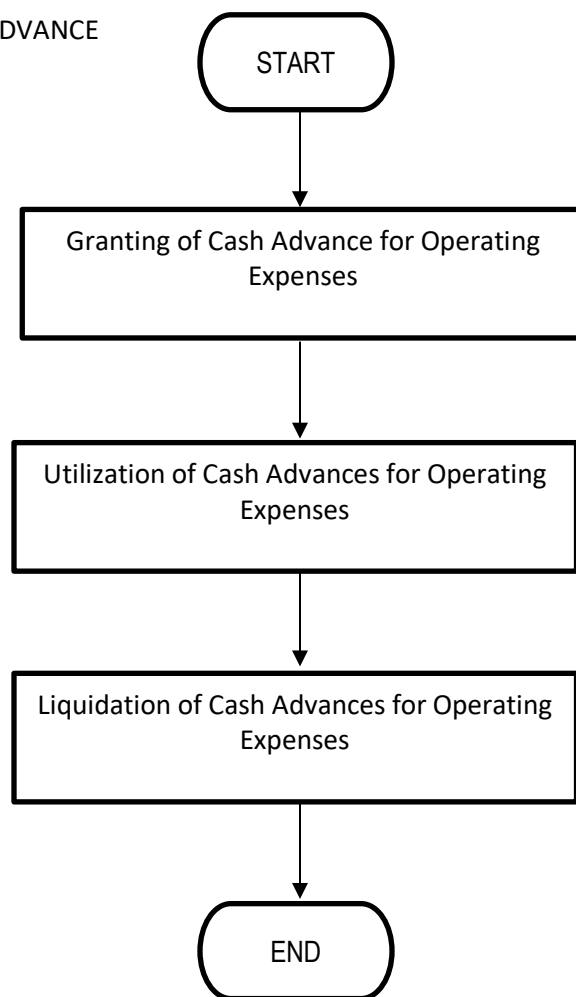 DVANCE
START
Granting of Cash Advance for Operating
Expenses
Utilization of Cash Advances for Operating
Expenses
Liquidation of Cash Advances for Operating
Expenses
END